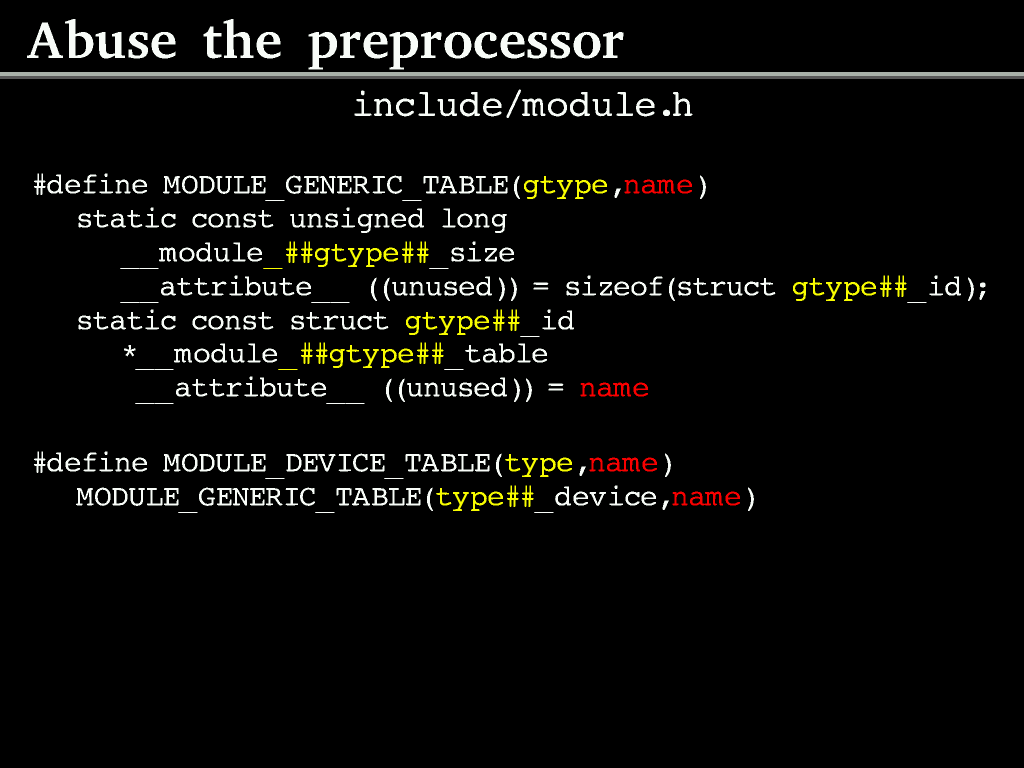 Abuse the preprocessor
include/module.h
#define MODULE_GENERIC_TABLE(gtype,name)
static const unsigned long
__module_##gtype##_size
__attribute__ ((unused)) = sizeof(struct gtype##_id);
static const struct gtype##_id
*__module_##gtype##_table
__attribute__ ((unused)) = name
#define MODULE_DEVICE_TABLE(type,name)
MODULE_GENERIC_TABLE(type##_device,name)